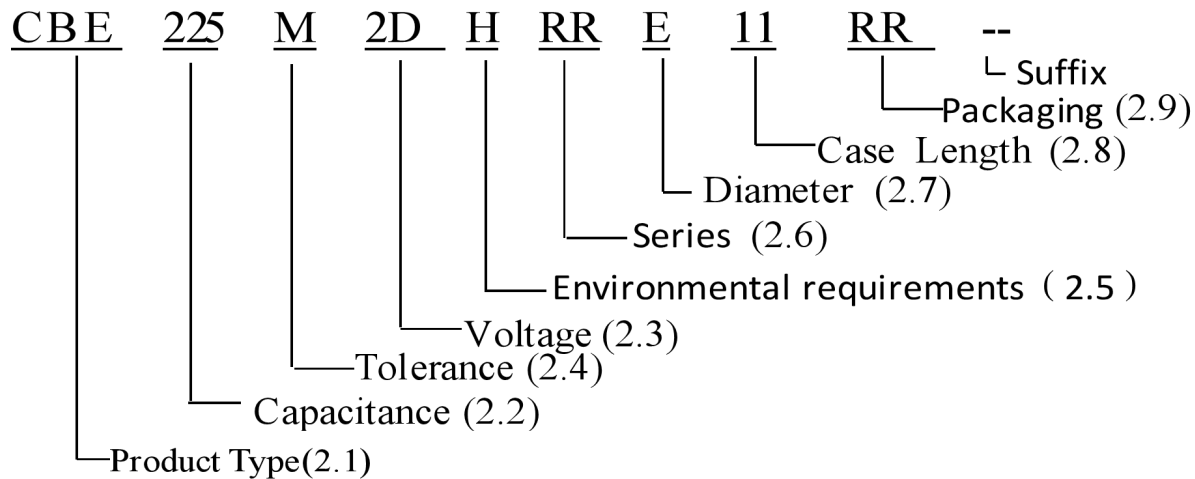 CBE 225 M 2D H RR E 11 RR --
Suffix
Packaging (2.9)
Case Length (2.8)
Diameter (2.7)
Series (2.6)
Environmental requirements（2.5）
Voltage (2.3)
Tolerance (2.4)
Capacitance (2.2)
Product Type(2.1)